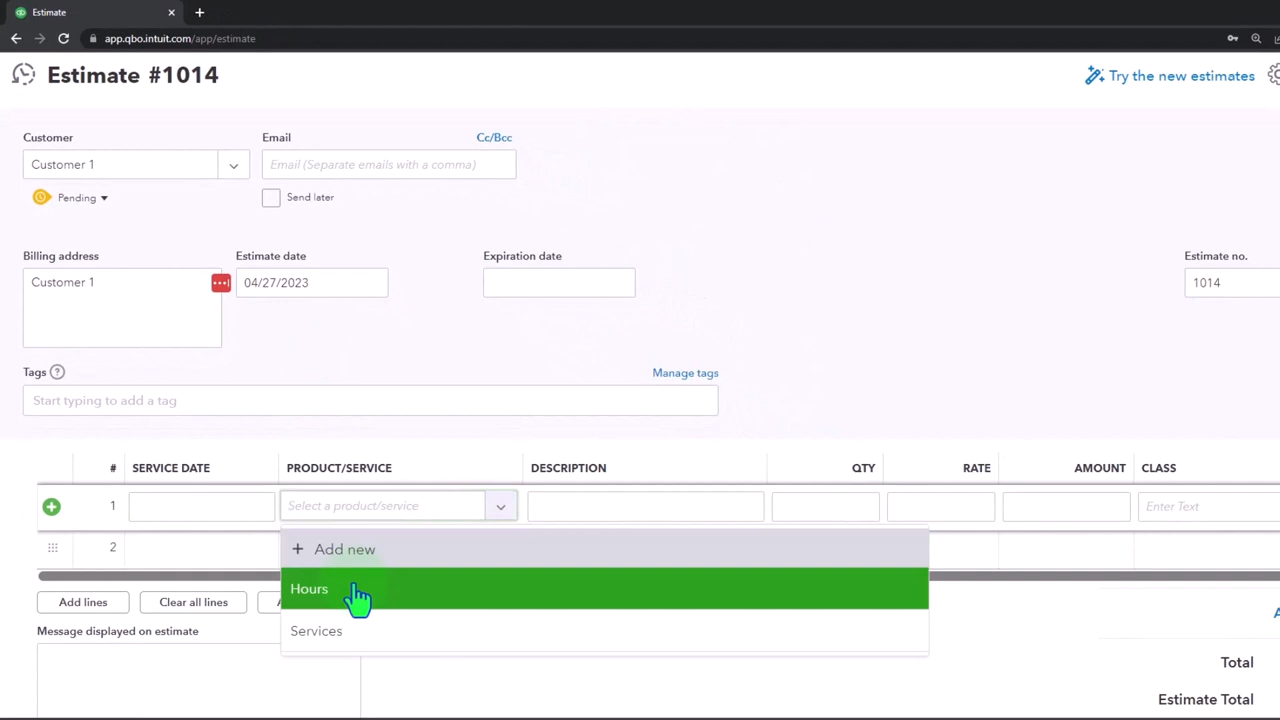 Estimate
app.qbo.intuit.com/app/estimate
Estimate #1014
Try the new estimates
Customer
Email
Cc/Bcc
Customer 1
Email (Separate emails with a comma)
Pending
Send later
Billing address
Estimate date
Expiration date
Estimate no.
Customer 1
04/27/2023
1014
Tags
Manage tags
Start typing to add a tag
# SERVICE DATE PRODUCT/SERVICE DESCRIPTION QTY RATE AMOUNT CLASS
1 Select a product/service Enter Text
2
+ Add new
Hours
Add lines
Clear all lines
Services
Message displayed on estimate
Total
Estimate Total